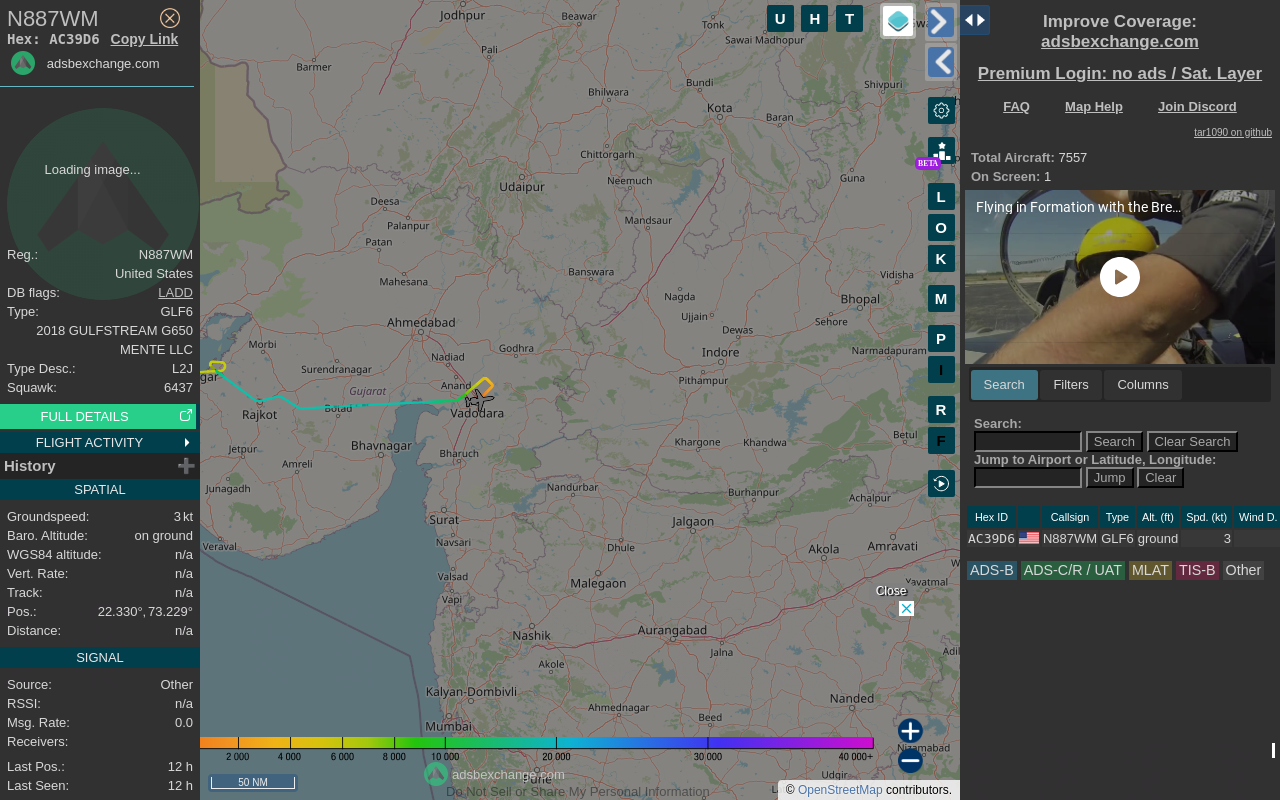 N887WM
Hex: AC39D6 Copy Link
adsbexchange.com
Loading image...
Reg.: N887WM
United States
DB flags: LADD
Type: GLF6
2018 GULFSTREAM G650
MENTE LLC
Type Desc.: L2J
Squawk: 6437
FULL DETAILS
FLIGHT ACTIVITY
History
SPATIAL
Groundspeed: 3 kt
Baro. Altitude: on ground
WGS84 altitude: n/a
Vert. Rate: n/a
Track: n/a
Pos.: 22.330°, 73.229°
Distance: n/a
SIGNAL
Source: Other
RSSI: n/a
Msg. Rate: 0.0
Receivers:
Last Pos.: 12 h
Last Seen: 12 h
Jodhpur
Beawar
Tonk
Pali
Sawai Madhopur
Barmer
Bundi
Shivpuri
Bhilwara
Kota
Baran
Chittorgarh
Neemuch
Guna
Udaipur
Deesa
Mandsaur
Palanpur
Patan
Banswara
Vidisha
Mahesana
Nagda
Bhopal
Ahmedabad
Ujjain
Sehore
Dewas
Morbi
Nadiad
Godhra
Indore
Narmadapuram
Surendranagar
gar
Anand
Pithampur
Gujarat
Rajkot
Botad
Vadodara
Bhavnagar
Khargone
Khandwa
Betul
Jetpur
Bharuch
Amreli
Junagadh
Nandurbar
Burhanpur
Achalpur
Surat
Jalgaon
Navsari
Veraval
Dhule
Akola
Amravati
Valsad
Malegaon
Yavatmal
Vapi
Nashik
Aurangabad
Jalna
Akole
Adil
Kalyan-Dombivli
Nanded
Ahmednagar
Beed
Mumbai
Nizamabad
Pune
Udgir
U H T
BETA
L
O
K
M
P
I
R
F
Close
2 000 4 000 6 000 8 000 10 000 20 000 30 000 40 000+
50 NM
adsbexchange.com
Do Not Sell or Share My Personal Information
© OpenStreetMap contributors.
Improve Coverage:
adsbexchange.com
Premium Login: no ads / Sat. Layer
FAQ Map Help Join Discord
tar1090 on github
Total Aircraft: 7557
On Screen: 1
Flying in Formation with the Bre...
Search Filters Columns
Search:
Search Clear Search
Jump to Airport or Latitude, Longitude:
Jump Clear
Hex ID Callsign Type Alt. (ft) Spd. (kt) Wind D.
AC39D6 N887WM GLF6 ground 3
ADS-B ADS-C/R / UAT MLAT TIS-B Other